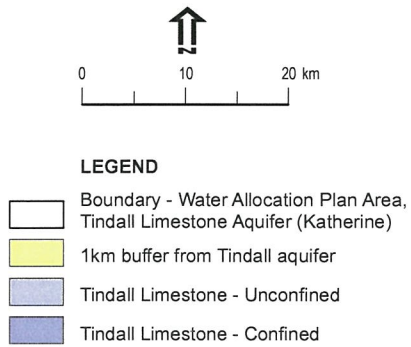 N
0 10 20 km
LEGEND
Boundary - Water Allocation Plan Area,
Tindall Limestone Aquifer (Katherine)
1km buffer from Tindall aquifer
Tindall Limestone - Unconfined
Tindall Limestone - Confined